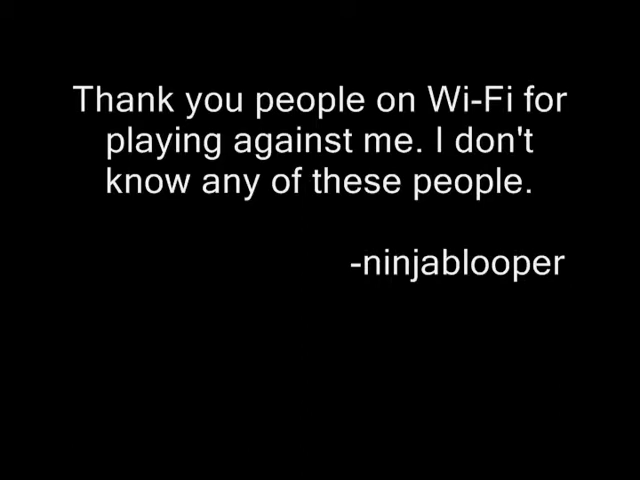 Thank you people on Wi-Fi for
playing against me. I don't
know any of these people.
-ninjablooper